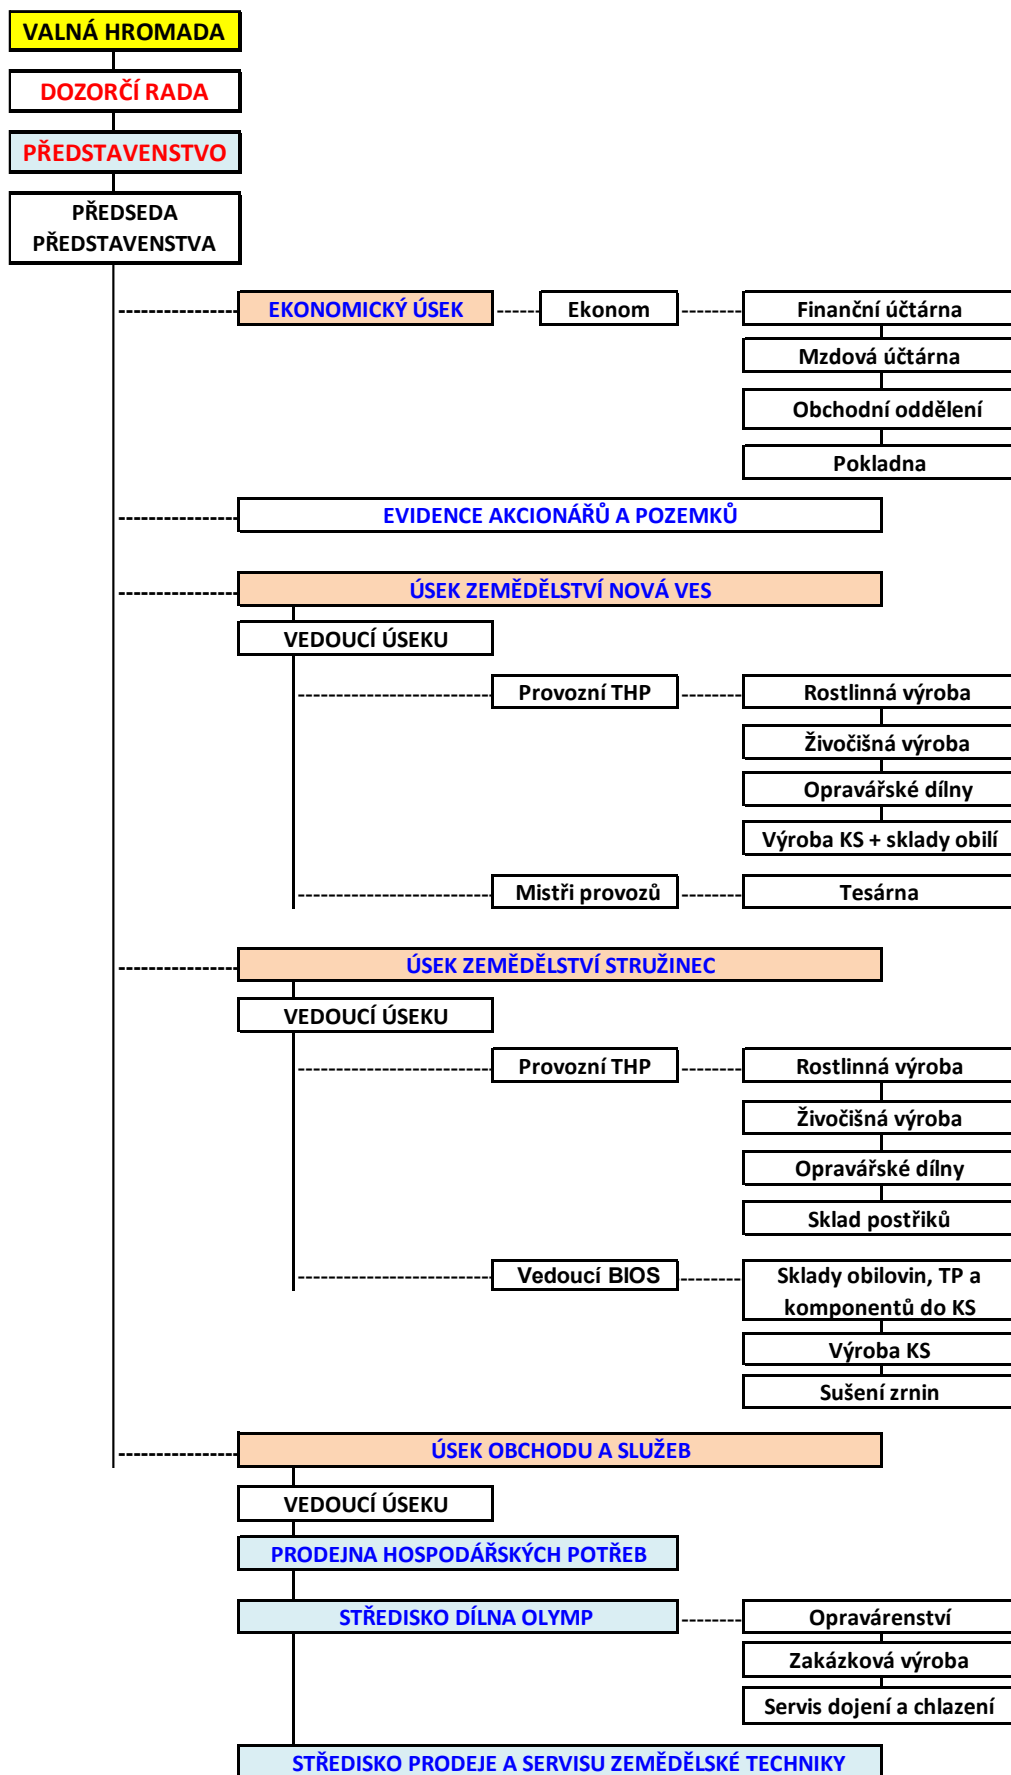 VALNÁ HROMADA
DOZORČÍ RADA
PŘEDSTAVENSTVO
PŘEDSEDA
PŘEDSTAVENSTVA
EKONOMICKÝ ÚSEK
Ekonom
Finanční účtárna
Mzdová účtárna
Obchodní oddělení
Pokladna
EVIDENCE AKCIONÁŘŮ A POZEMKŮ
ÚSEK ZEMĚDĚLSTVÍ NOVÁ VES
VEDOUCÍ ÚSEKU
Provozní THP
Rostlinná výroba
Živočišná výroba
Opravářské dílny
Výroba KS + sklady obilí
Mistři provozů
Tesárna
ÚSEK ZEMĚDĚLSTVÍ STRUŽINEC
VEDOUCÍ ÚSEKU
Provozní THP
Rostlinná výroba
Živočišná výroba
Opravářské dílny
Sklad postřiků
Vedoucí BIOS
Sklady obilovin, TP a
komponentů do KS
Výroba KS
Sušení zrnin
ÚSEK OBCHODU A SLUŽEB
VEDOUCÍ ÚSEKU
PRODEJNA HOSPODÁŘSKÝCH POTŘEB
STŘEDISKO DÍLNA OLYMP
Opravárenství
Zakázková výroba
Servis dojení a chlazení
STŘEDISKO PRODEJE A SERVISU ZEMĚDĚLSKÉ TECHNIKY